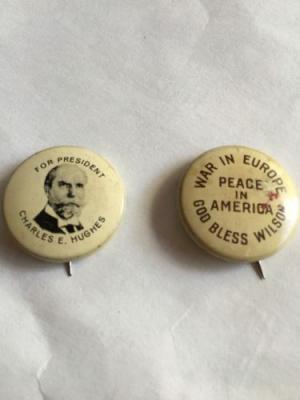 FOR PRESIDENT
CHARLES E. HUGHES
WAR IN EUROPE
PEACE
IN
AMERICA
GOD BLESS WILSON